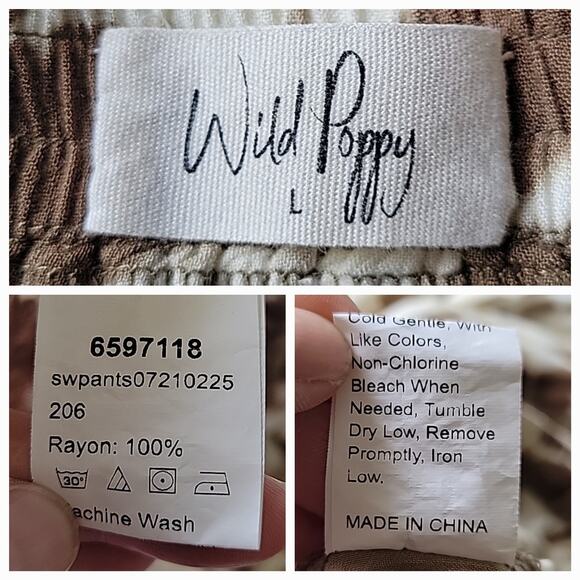 Wild Poppy
L
6597118
swpants07210225
206
Rayon: 100%
30°
Machine Wash
Cold Gentle, With
Like Colors,
Non-Chlorine
Bleach When
Needed, Tumble
Dry Low, Remove
Promptly, Iron
Low.
MADE IN CHINA